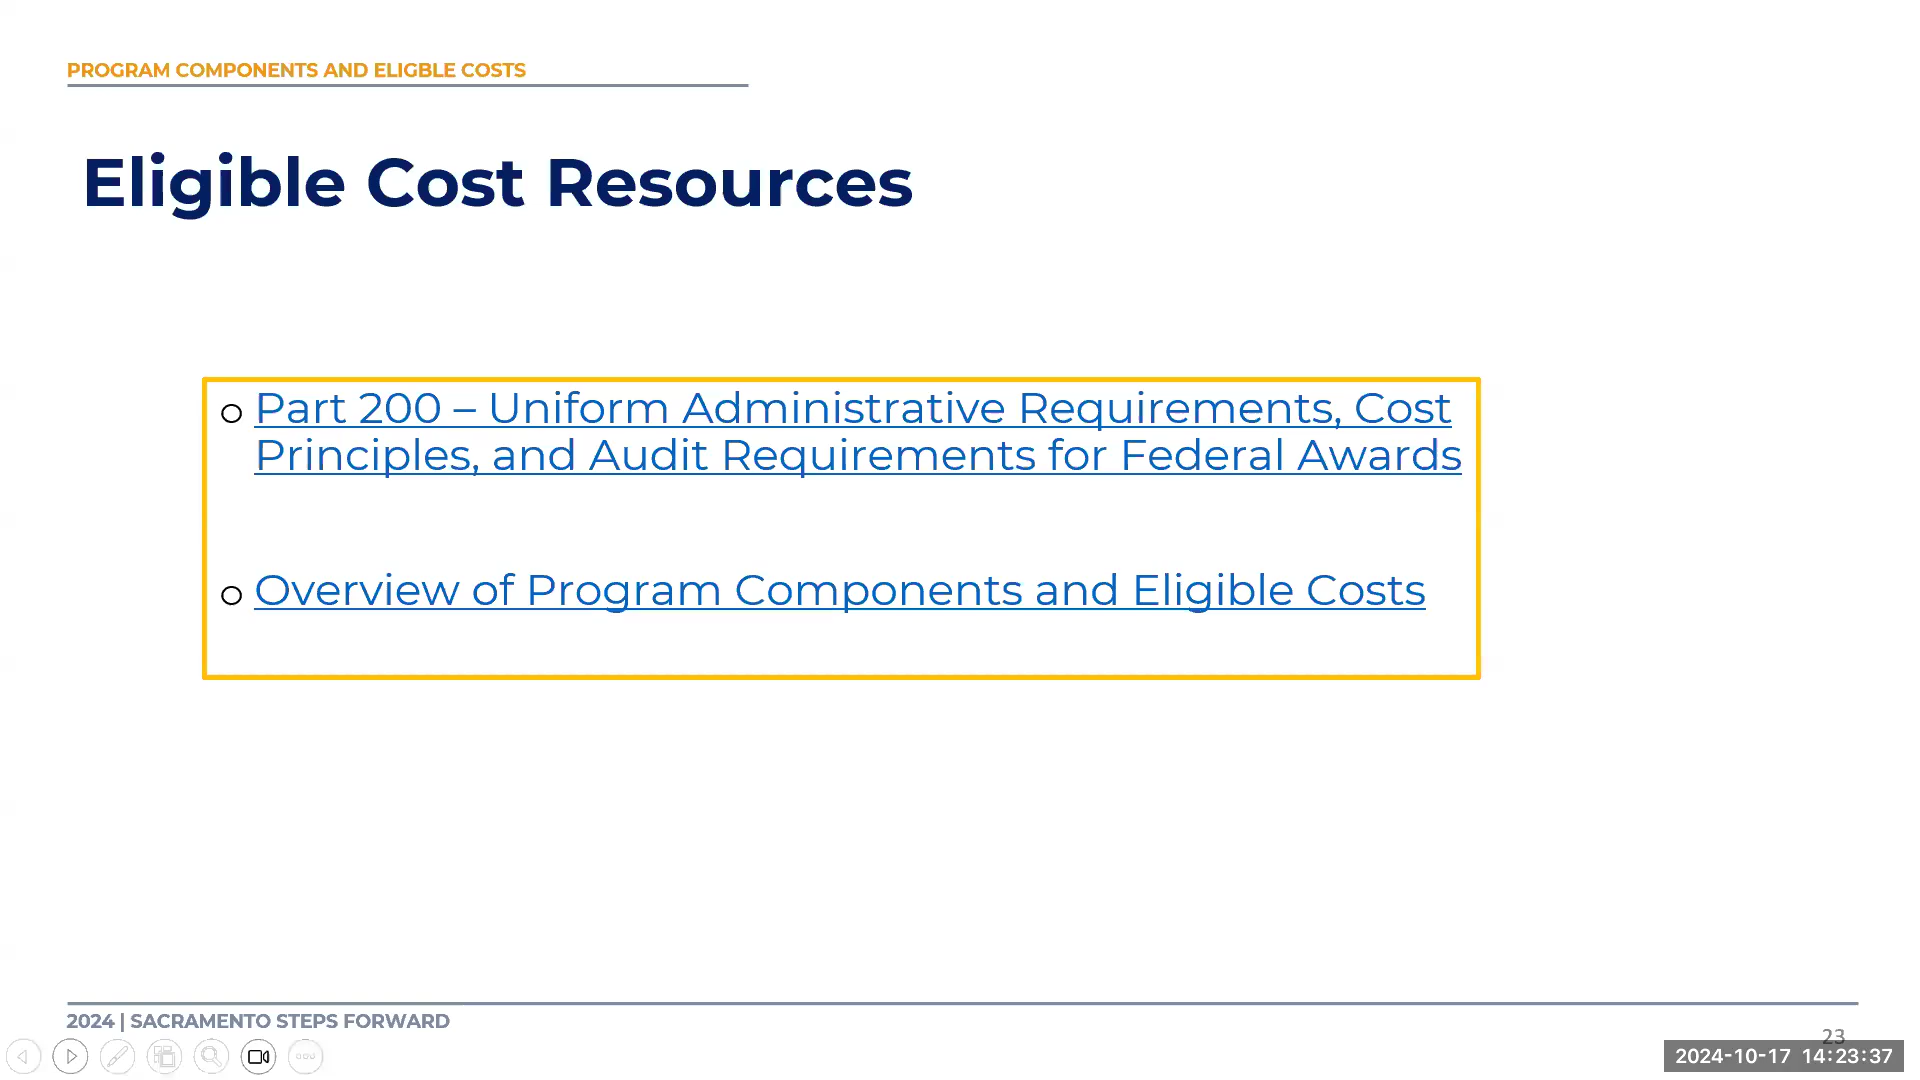 PROGRAM COMPONENTS AND ELIGBLE COSTS
Eligible Cost Resources
Part 200 – Uniform Administrative Requirements, Cost
Principles, and Audit Requirements for Federal Awards
Overview of Program Components and Eligible Costs
2024 | SACRAMENTO STEPS FORWARD
23
2024-10-17 14:23:37